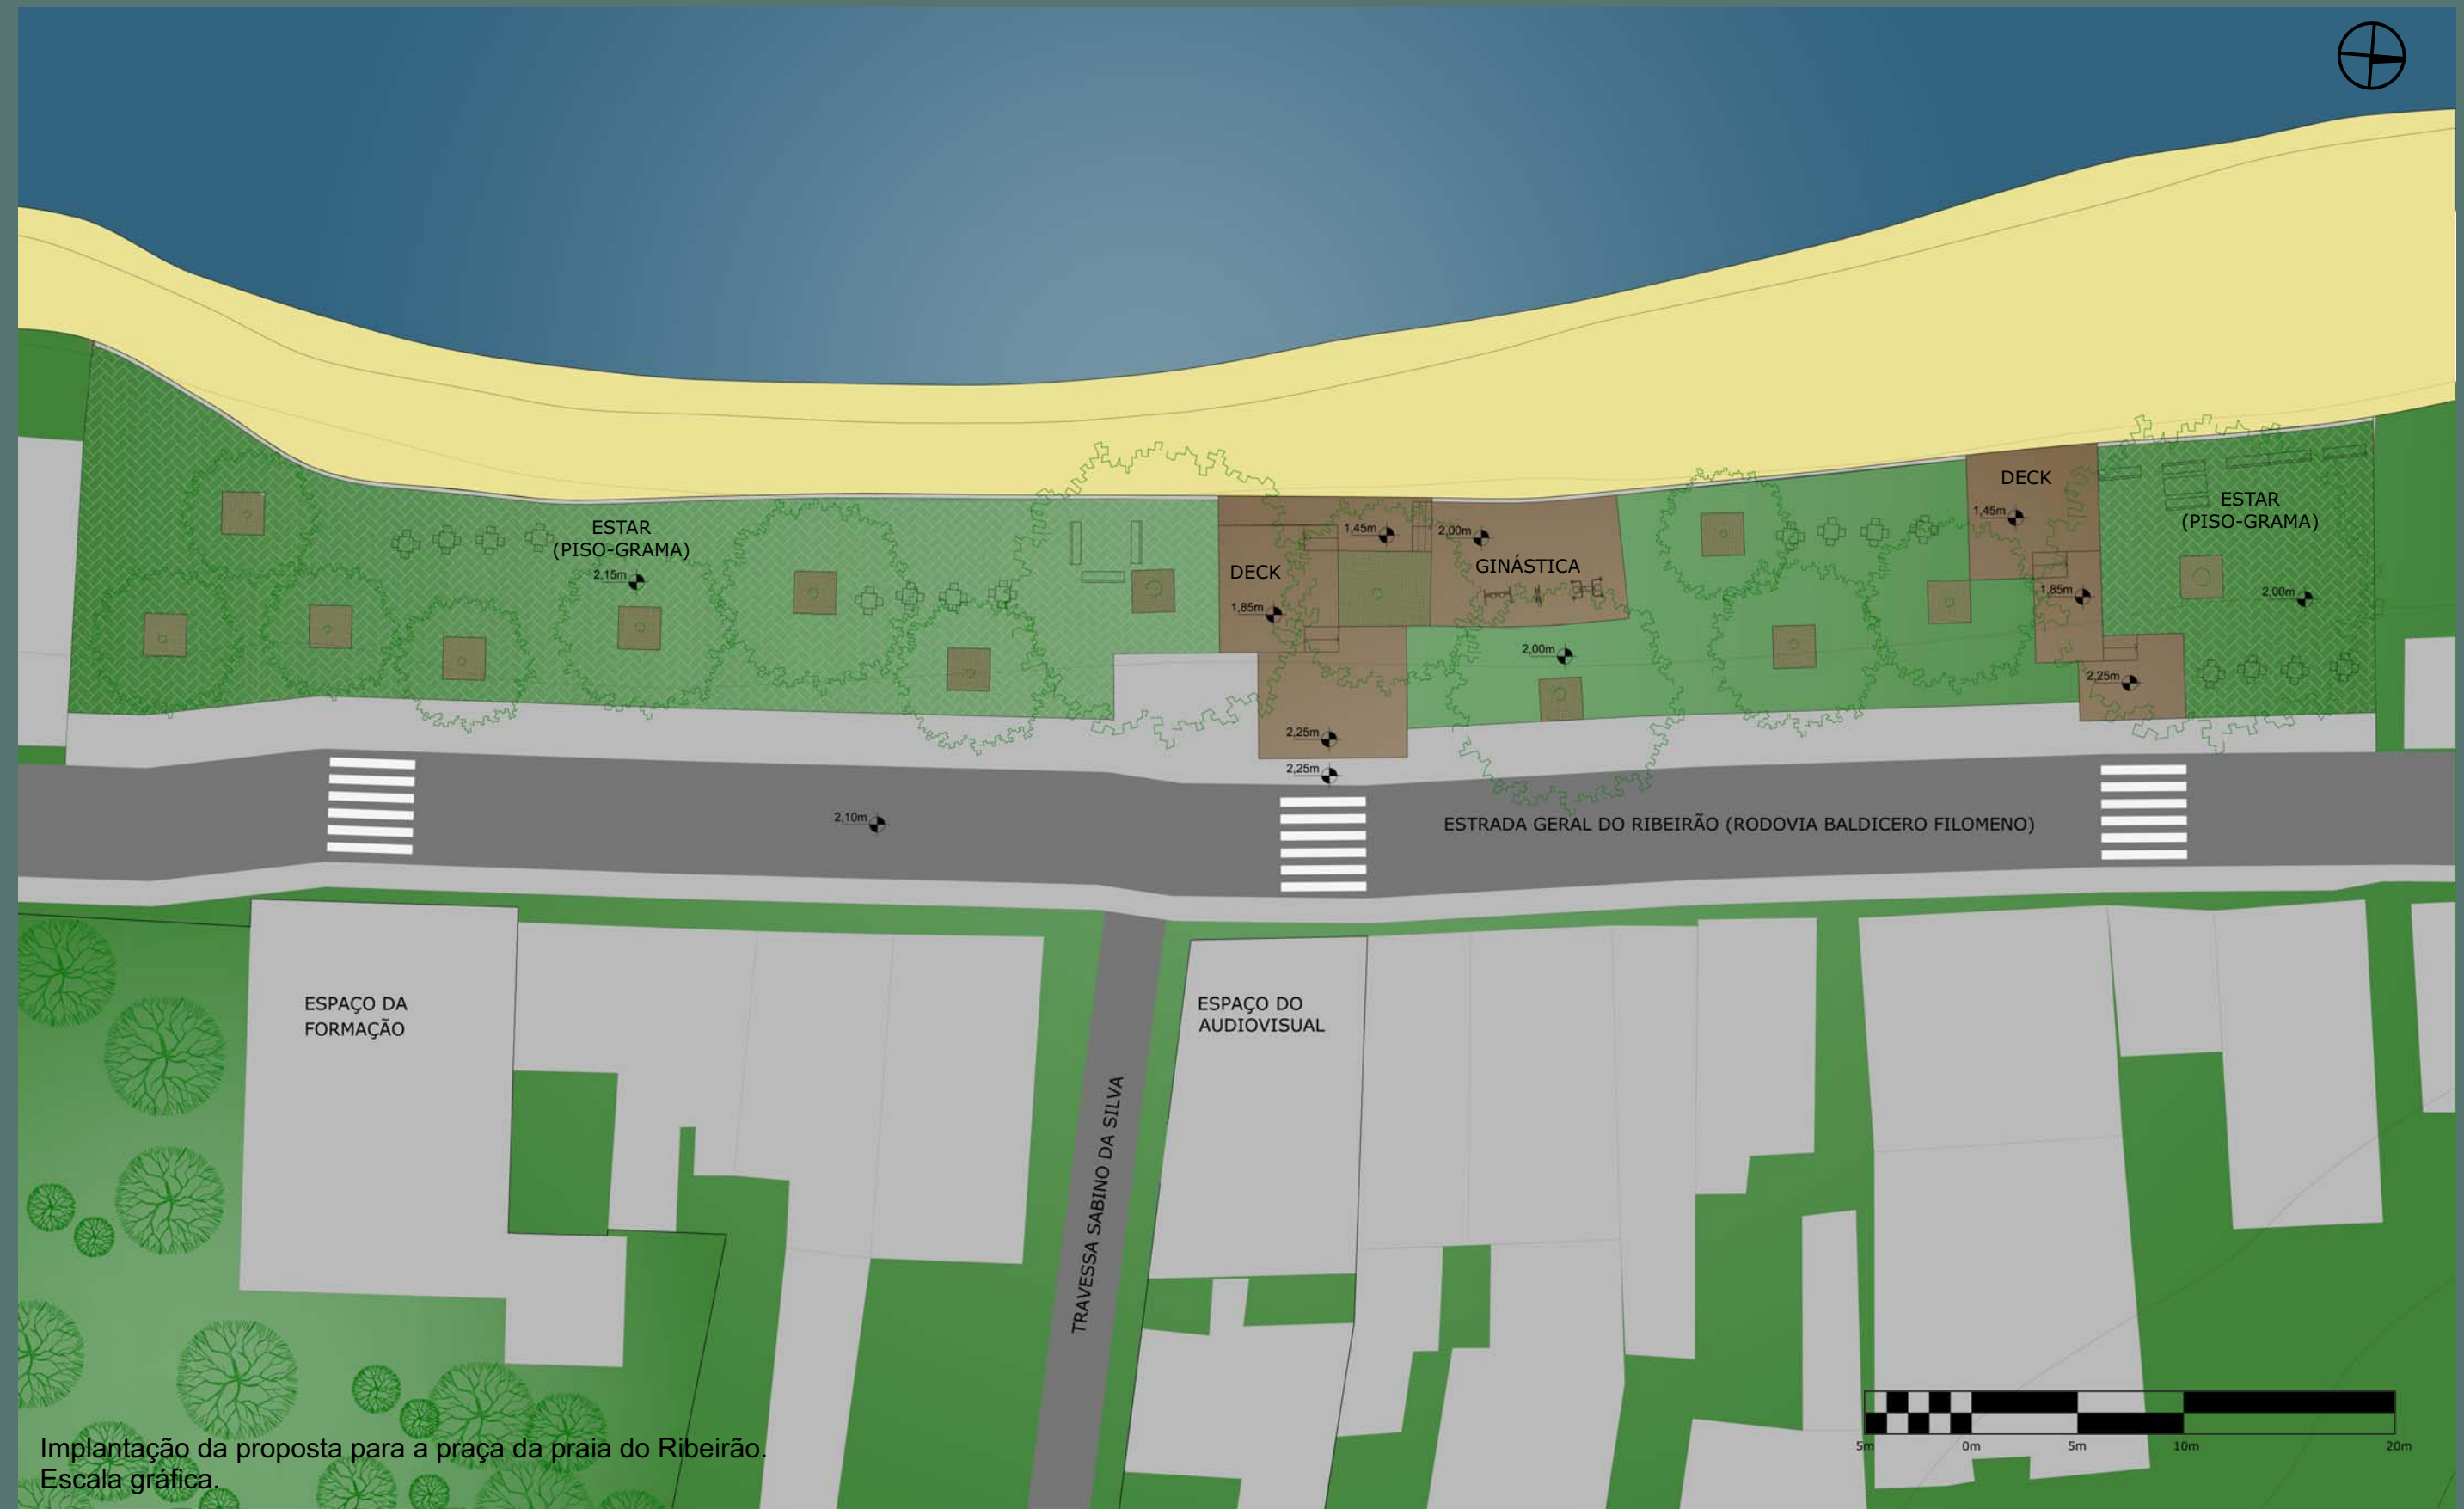 DECK
1,45m
ESTAR
(PISO-GRAMA)
ESTAR
(PISO-GRAMA)
2,15m
1,45m
2,00m
GINÁSTICA
DECK
1,85m
1,85m
2,00m
2,00m
2,25m
2,25m
2,25m
2,10m
ESTRADA GERAL DO RIBEIRÃO (RODOVIA BALDICERO FILOMENO)
ESPAÇO DA
FORMAÇÃO
ESPAÇO DO
AUDIOVISUAL
TRAVESSA SABINO DA SILVA
5m 0m 5m 10m 20m
Implantação da proposta para a praça da praia do Ribeirão.
Escala gráfica.